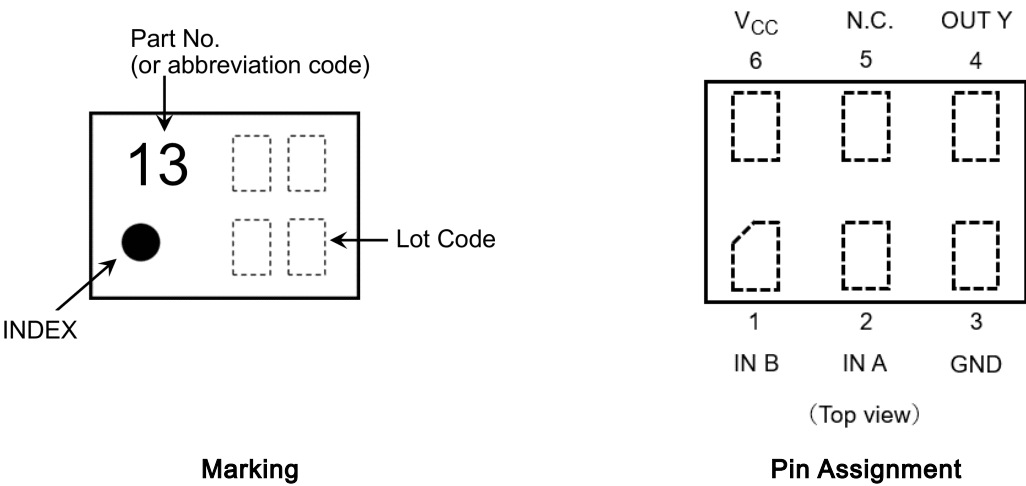 Part No.
(or abbreviation code)
13
Lot Code
INDEX
Marking
VCC N.C. OUT Y
6 5 4
1 2 3
IN B IN A GND
(Top view)
Pin Assignment